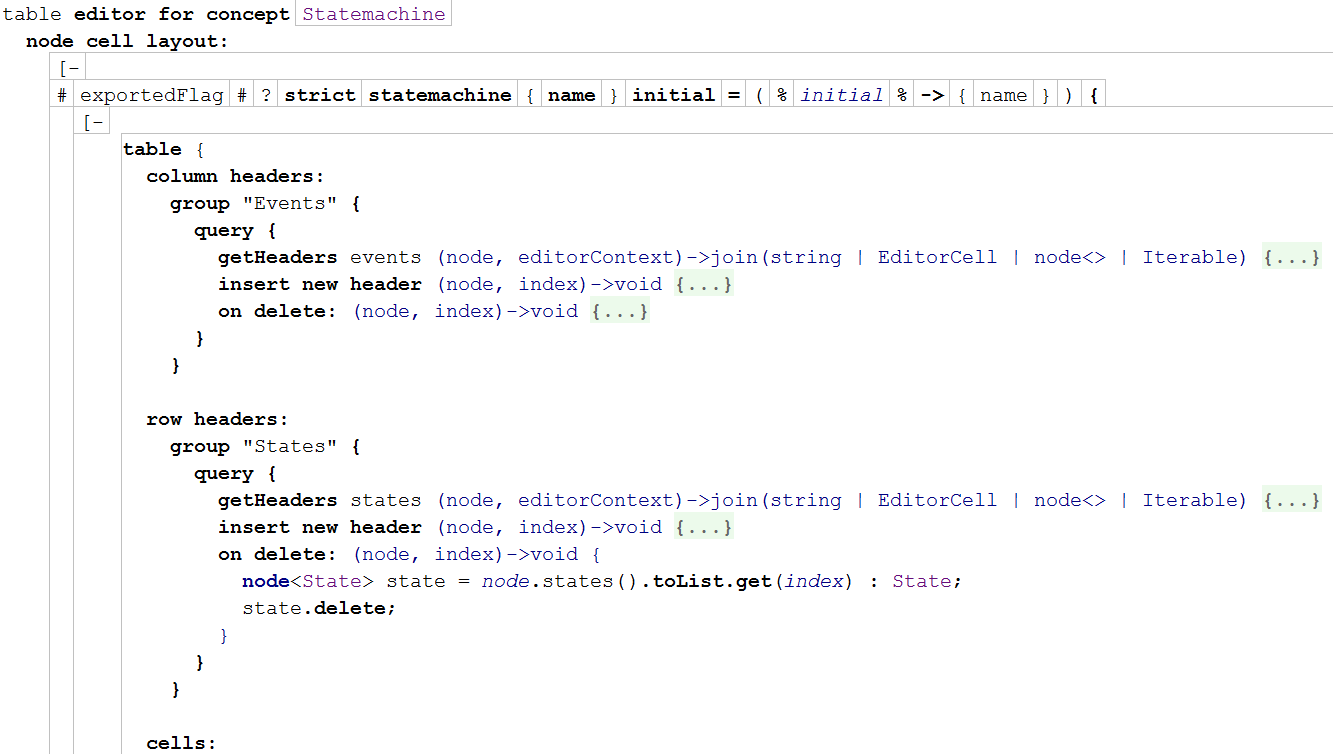 table editor for concept Statemachine
node cell layout:
[-
# exportedFlag # ? strict statemachine { name } initial = ( % initial % -> { name } ) {
[-
table {
column headers:
group "Events" {
query {
getHeaders events (node, editorContext)->join(string | EditorCell | node<> | Iterable) {...}
insert new header (node, index)->void {...}
on delete: (node, index)->void {...}
}
}
row headers:
group "States" {
query {
getHeaders states (node, editorContext)->join(string | EditorCell | node<> | Iterable) {...}
insert new header (node, index)->void {...}
on delete: (node, index)->void {
node<State> state = node.states().toList.get(index) : State;
state.delete;
}
}
}
cells: